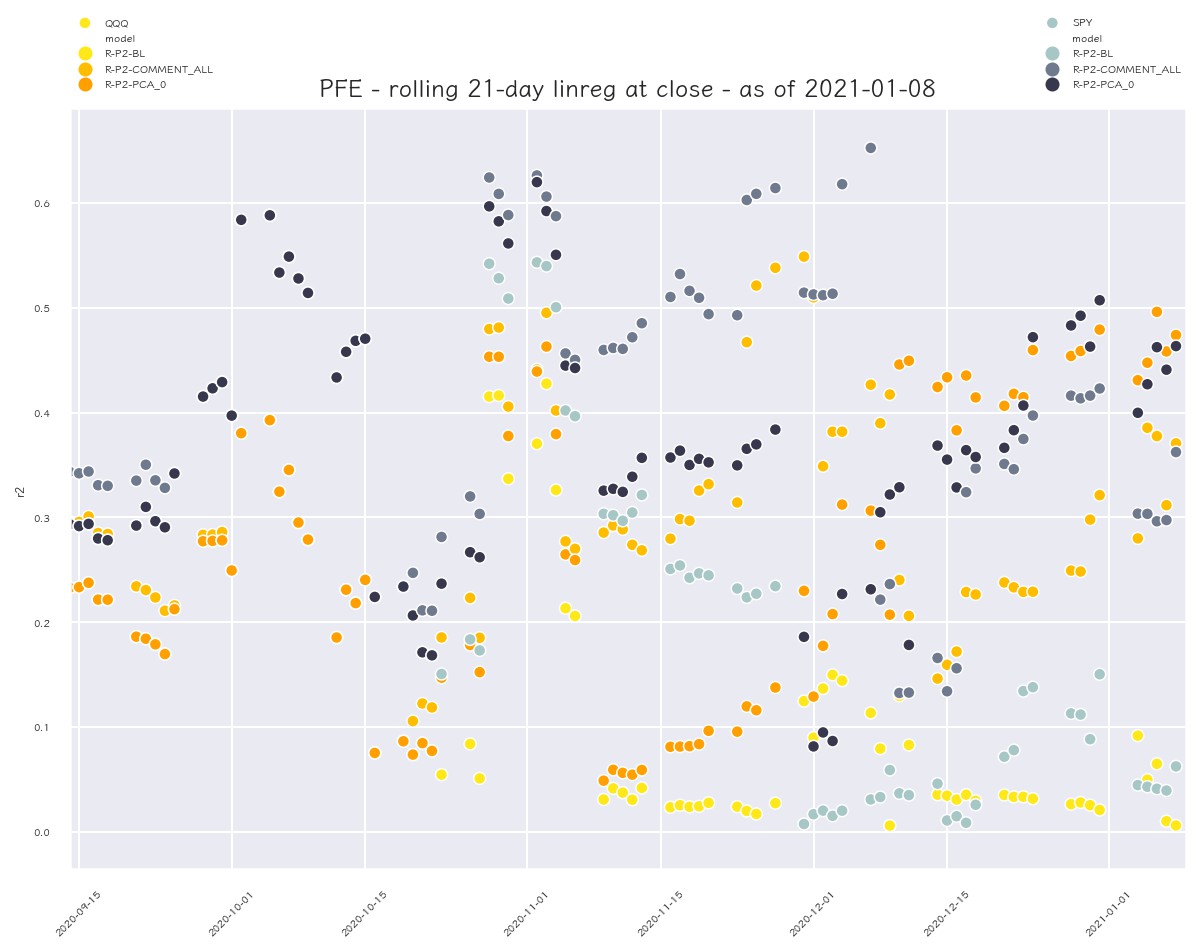 QQQ
model
R-P2-BL
R-P2-COMMENT_ALL
R-P2-PCA_0
SPY
model
R-P2-BL
R-P2-COMMENT_ALL
R-P2-PCA_0
PFE - rolling 21-day linreg at close - as of 2021-01-08
r2
0.6
0.5
0.4
0.3
0.2
0.1
0.0
2020-09-15
2020-10-01
2020-10-15
2020-11-01
2020-11-15
2020-12-01
2020-12-15
2021-01-01